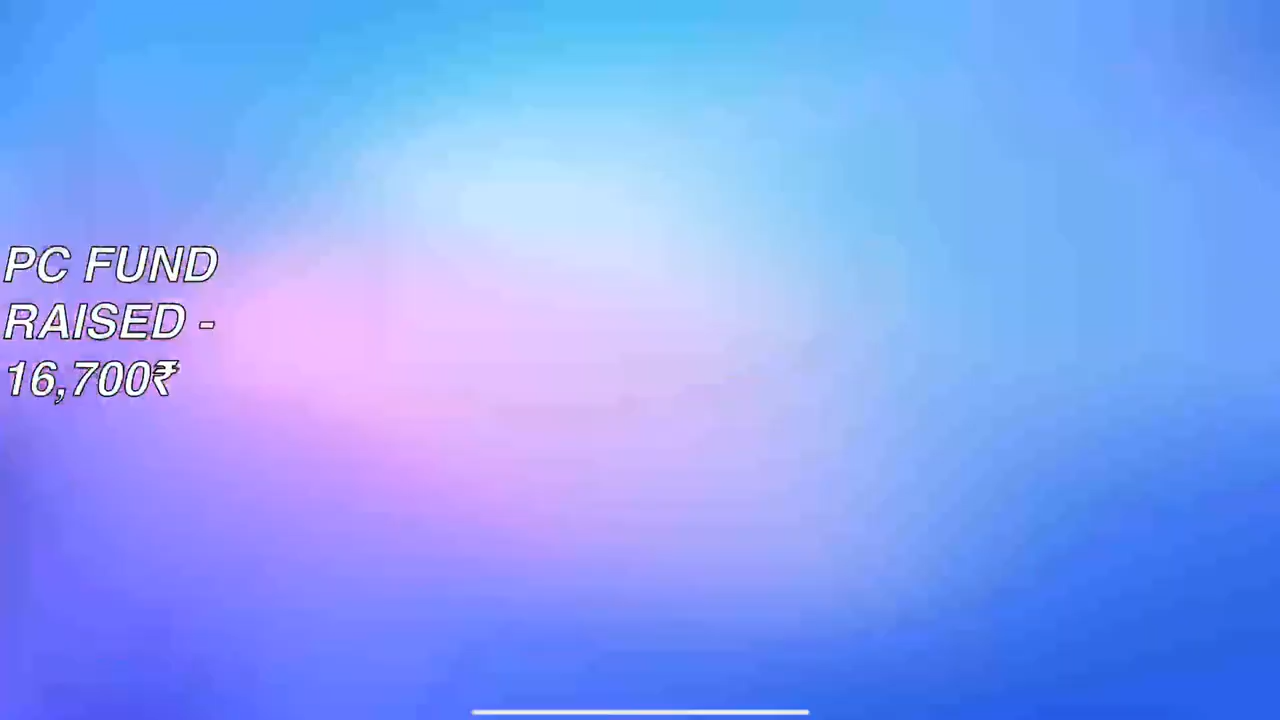 PC FUND
RAISED -
16,700₹